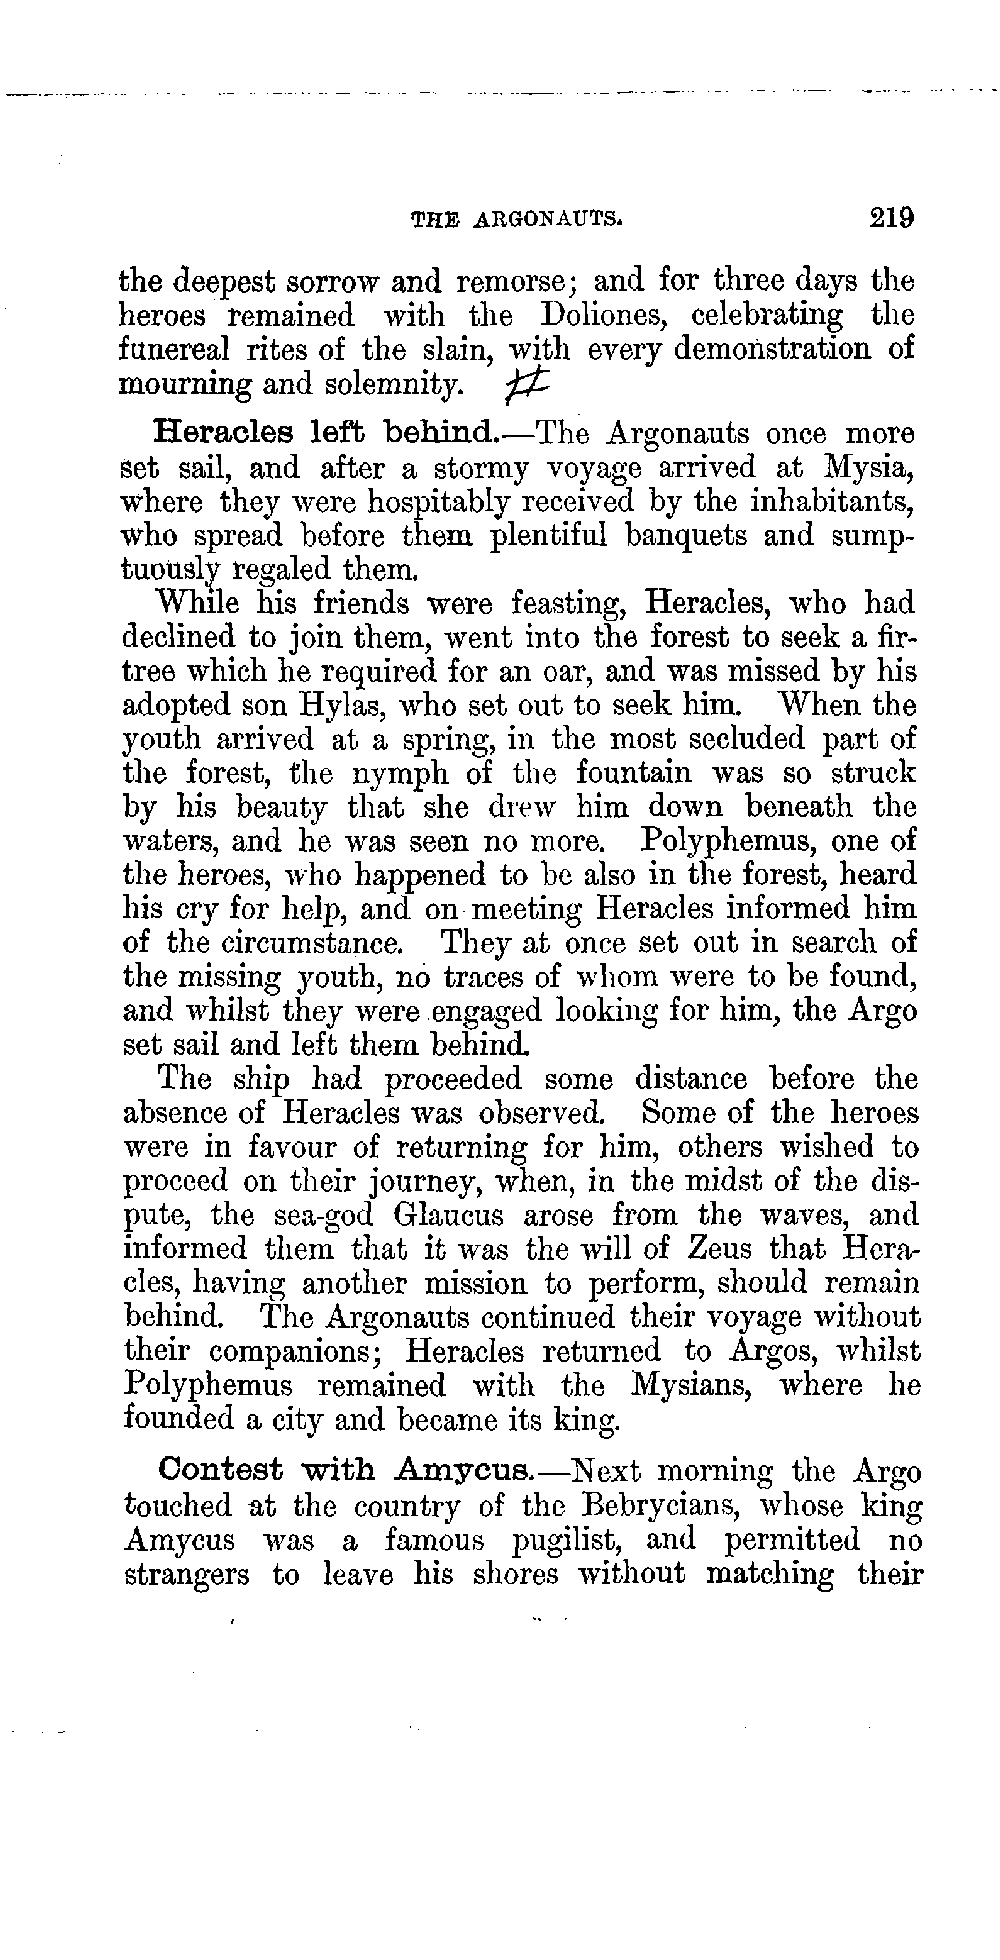 THE ARGONAUTS. 219
the deepest sorrow and remorse; and for three days the
heroes remained with the Doliones, celebrating the
funereal rites of the slain, with every demonstration of
mourning and solemnity. #
Heracles left behind.—The Argonauts once more
set sail, and after a stormy voyage arrived at Mysia,
where they were hospitably received by the inhabitants,
who spread before them plentiful banquets and sump-
tuously regaled them.
While his friends were feasting, Heracles, who had
declined to join them, went into the forest to seek a fir-
tree which he required for an oar, and was missed by his
adopted son Hylas, who set out to seek him. When the
youth arrived at a spring, in the most secluded part of
the forest, the nymph of the fountain was so struck
by his beauty that she drew him down beneath the
waters, and he was seen no more. Polyphemus, one of
the heroes, who happened to be also in the forest, heard
his cry for help, and on meeting Heracles informed him
of the circumstance. They at once set out in search of
the missing youth, no traces of whom were to be found,
and whilst they were engaged looking for him, the Argo
set sail and left them behind.
The ship had proceeded some distance before the
absence of Heracles was observed. Some of the heroes
were in favour of returning for him, others wished to
proceed on their journey, when, in the midst of the dis-
pute, the sea-god Glaucus arose from the waves, and
informed them that it was the will of Zeus that Hera-
cles, having another mission to perform, should remain
behind. The Argonauts continued their voyage without
their companions; Heracles returned to Argos, whilst
Polyphemus remained with the Mysians, where he
founded a city and became its king.
Contest with Amycus.—Next morning the Argo
touched at the country of the Bebrycians, whose king
Amycus was a famous pugilist, and permitted no
strangers to leave his shores without matching their